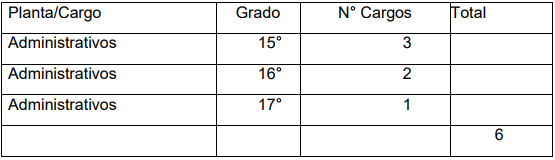 Planta/Cargo Grado N° Cargos Total
Administrativos 15° 3
Administrativos 16° 2
Administrativos 17° 1
6